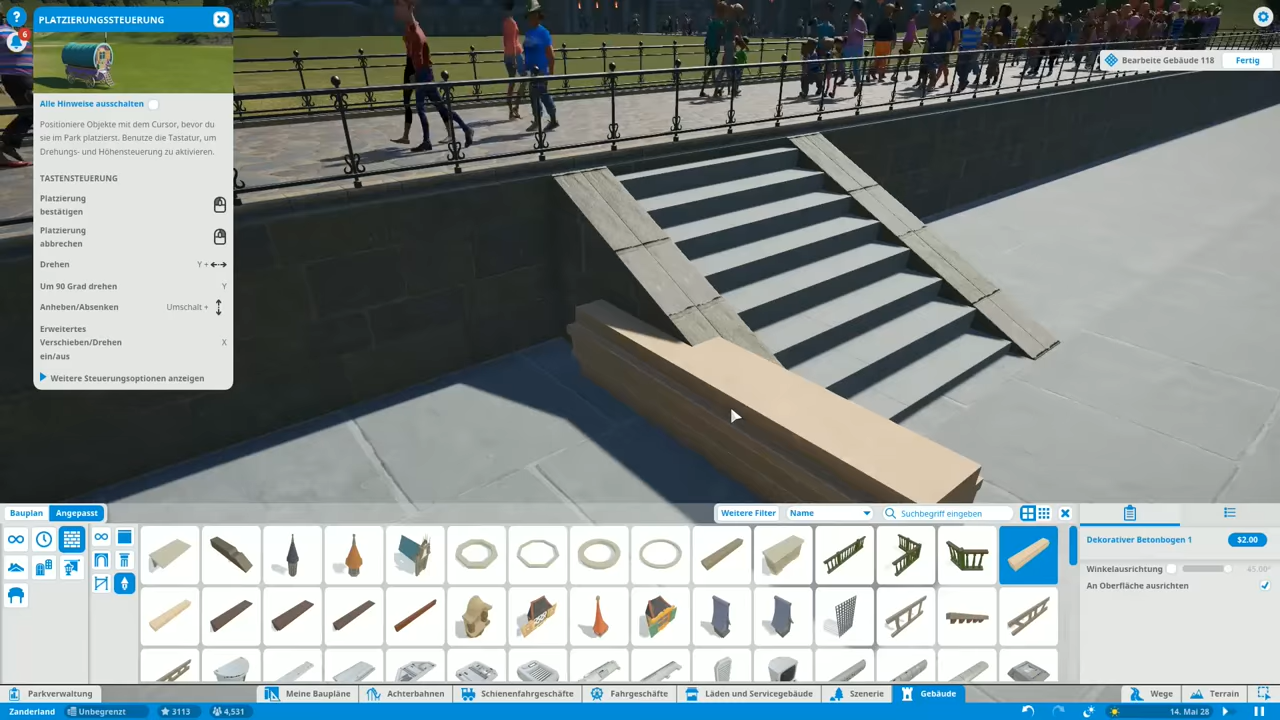 PLATZIERUNGSSTEUERUNG
?
6
Alle Hinweise ausschalten
Positioniere Objekte mit dem Cursor, bevor du
sie im Park platzierst. Benutze die Tastatur, um
Drehungs- und Höhensteuerung zu aktivieren.
TASTENSTEUERUNG
Platzierung
bestätigen
Platzierung
abbrechen
Drehen Y +
Um 90 Grad drehen Y
Anheben/Absenken Umschalt +
Erweitertes
Verschieben/Drehen X
ein/aus
Weitere Steuerungsoptionen anzeigen
Bearbeite Gebäude 118 Fertig
Bauplan Angepasst Weitere Filter Name Suchbegriff eingeben
Dekorativer Betonbogen 1 $2.00
Winkelausrichtung 45.00°
An Oberfläche ausrichten
Parkverwaltung Meine Baupläne Achterbahnen Schienenfahrgeschäfte Fahrgeschäfte Läden und Servicegebäude Szenerie Gebäude Wege Terrain
Zanderland Unbegrenzt 3113 4,531 14. Mai 28